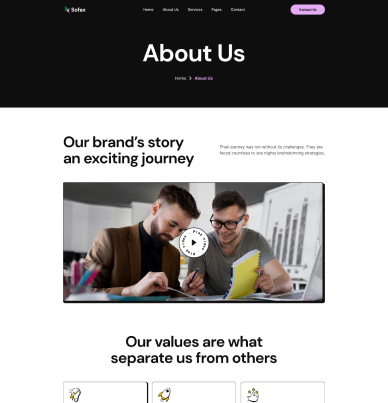 Sofax
Home About Us Services Pages Contact
Contact Us
About Us
Home > About Us
Our brand's story
an exciting journey
Their journey was not without its challenges. They are
faced countless to late nights brainstorming strategies.
Our values are what
separate us from others